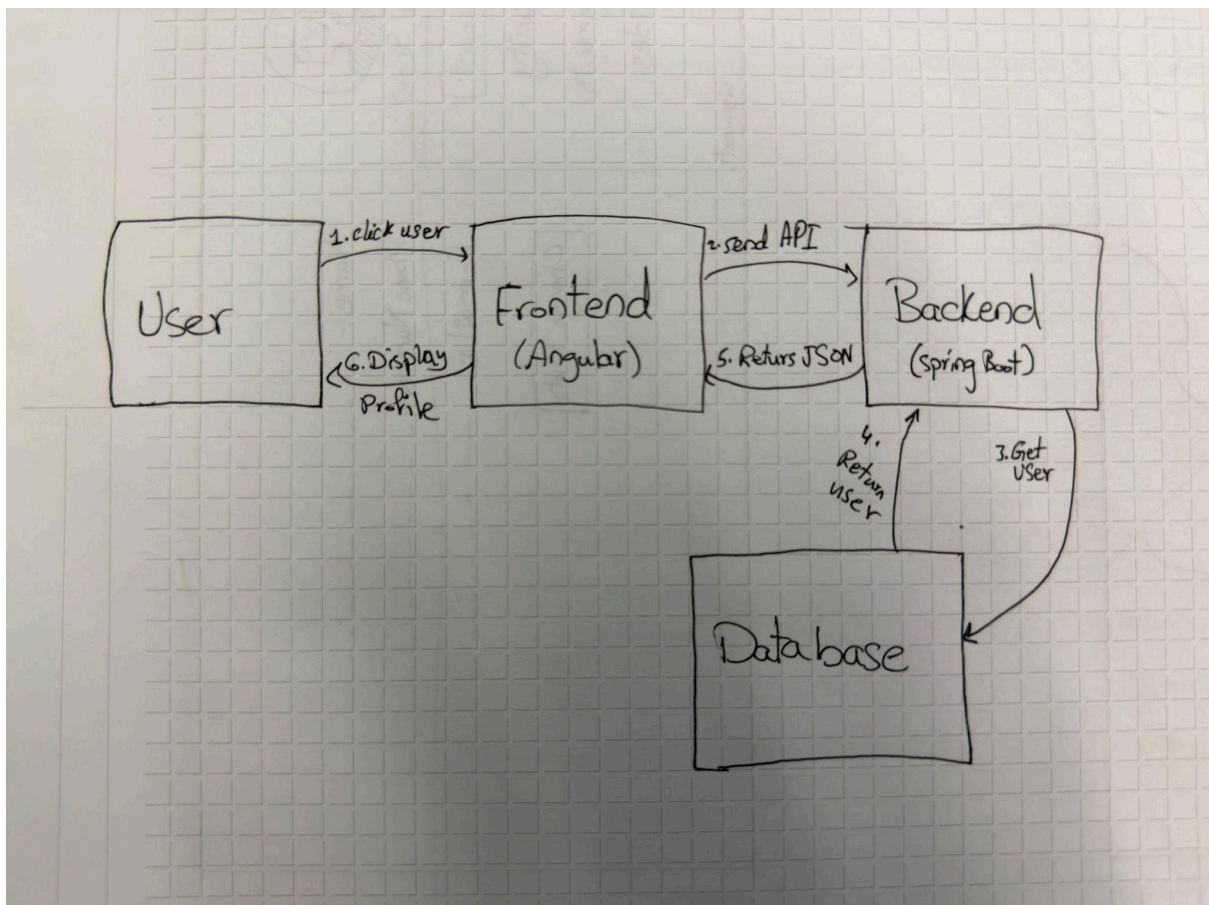 User
1. click user
6. Display
Profile
Frontend
(Angular)
2. send API
5. Returs JSON
Backend
(spring Boot)
4.
Return
user
3. Get
user
Database